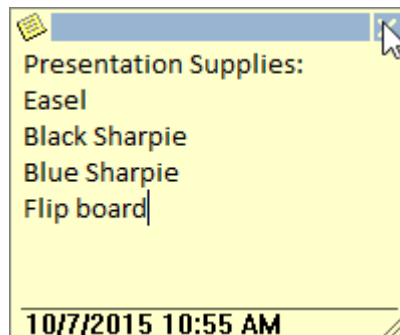 Presentation Supplies:
Easel
Black Sharpie
Blue Sharpie
Flip board
10/7/2015 10:55 AM